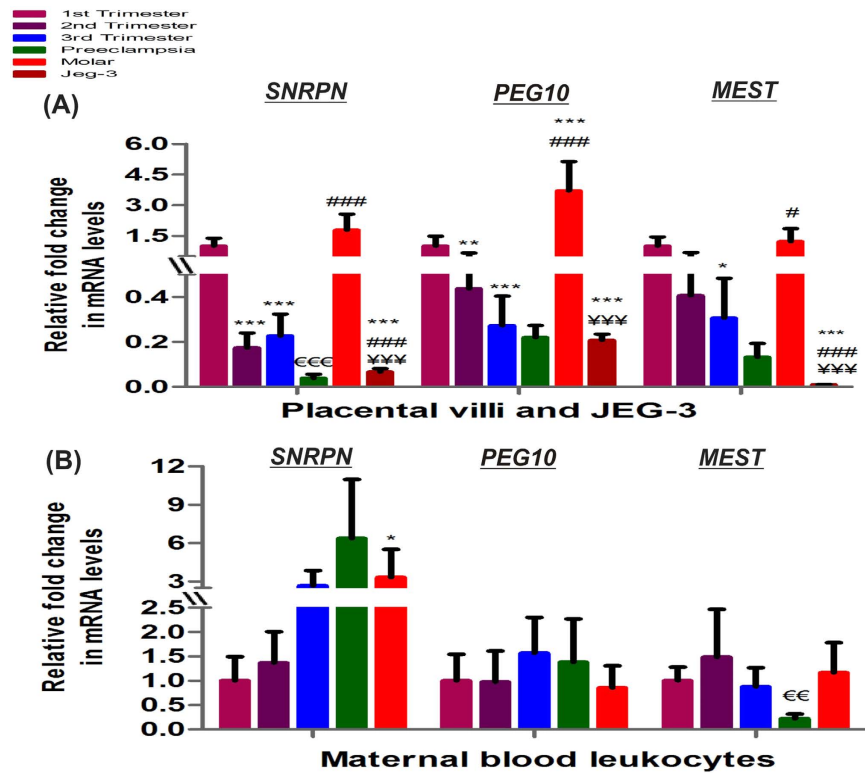 1st Trimester
2nd Trimester
3rd Trimester
Preeclampsia
Molar
Jeg-3
(A)
SNRPN PEG10 MEST
Relative fold change
in mRNA levels
6.0
4.5
3.0
1.5
0.4
0.2
0.0
*** *** €€€ ### *** ### ¥¥¥
** *** *** ### *** ¥¥¥
* # *** ### ¥¥¥
Placental villi and JEG-3
(B)
SNRPN PEG10 MEST
Relative fold change
in mRNA levels
12
9
6
3
2.5
2.0
1.5
1.0
0.5
0.0
*
€€
Maternal blood leukocytes